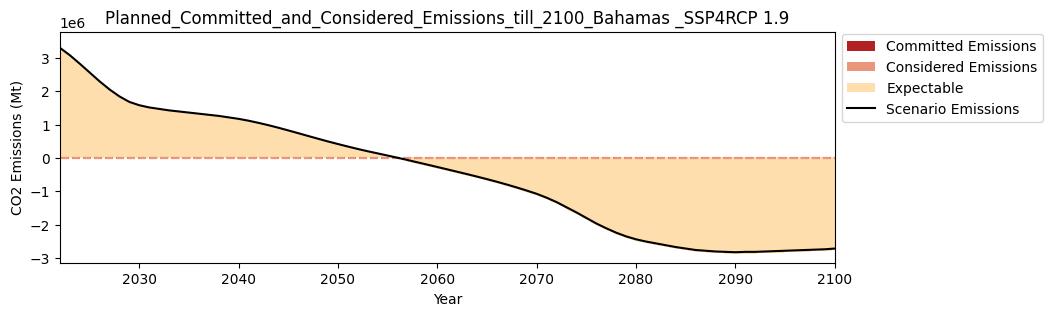 Planned_Committed_and_Considered_Emissions_till_2100_Bahamas _SSP4RCP 1.9
1e6
3
2
1
0
−1
−2
−3
CO2 Emissions (Mt)
2030 2040 2050 2060 2070 2080 2090 2100
Year
Committed Emissions
Considered Emissions
Expectable
Scenario Emissions